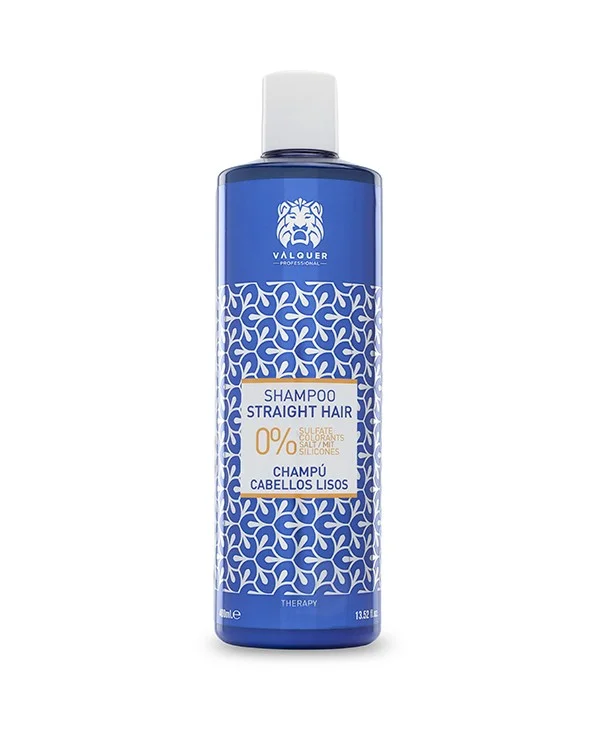 VÁLQUER
PROFESSIONAL
SHAMPOO
STRAIGHT HAIR
0%
SULFATE
COLORANTS
SALT / MIT
SILICONES
CHAMPÚ
CABELLOS LISOS
THERAPY
400mL℮
13.52 fl. oz.